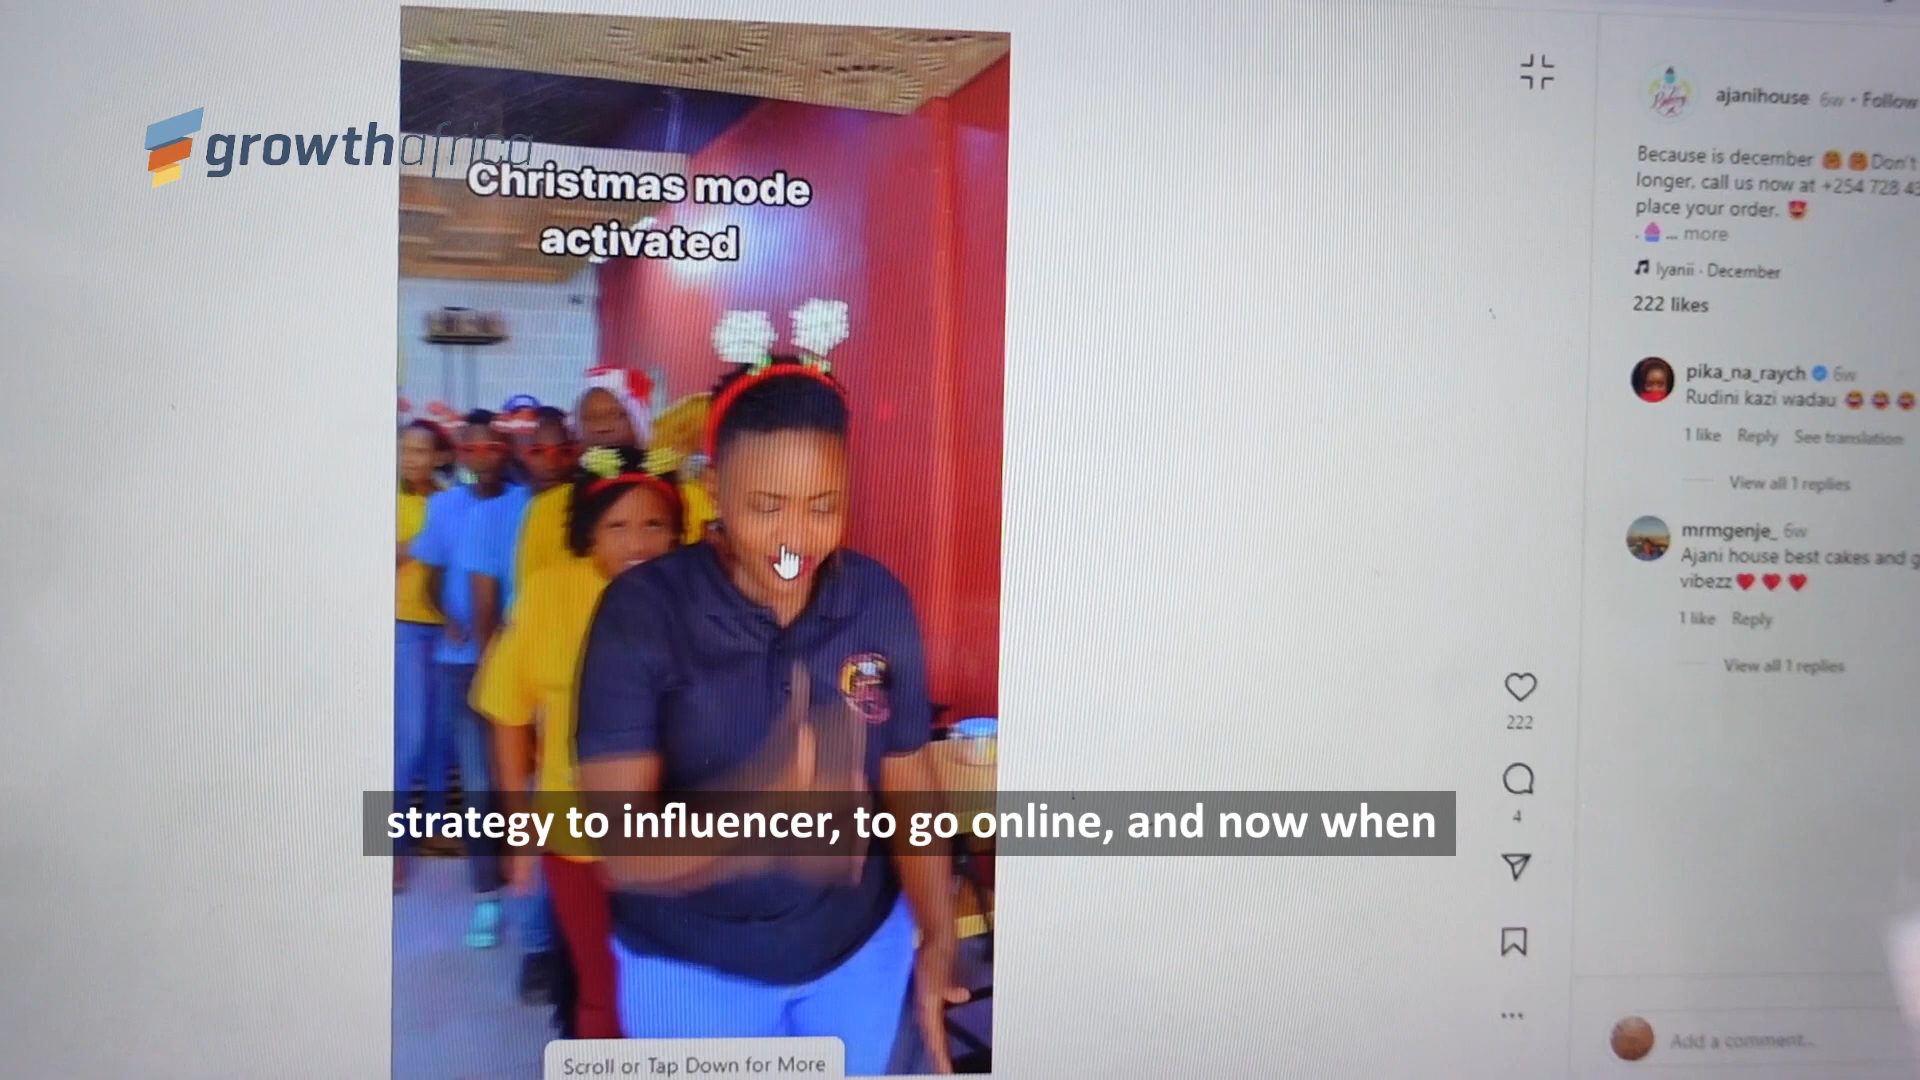 growthafrica
Christmas mode
activated
strategy to influencer, to go online, and now when
Scroll or Tap Down for More
222
4
ajanihouse 6w • Follow
Because is december Don't
longer, call us now at +254 728
place your order.
. ... more
Iyanii · December
222 likes
pika_na_raych 6w
Rudini kazi wadau
1 like Reply See translation
View all 1 replies
mrmgenje_ 6w
Ajani house best cakes and
vibezz
1 like Reply
View all 1 replies
Add a comment...